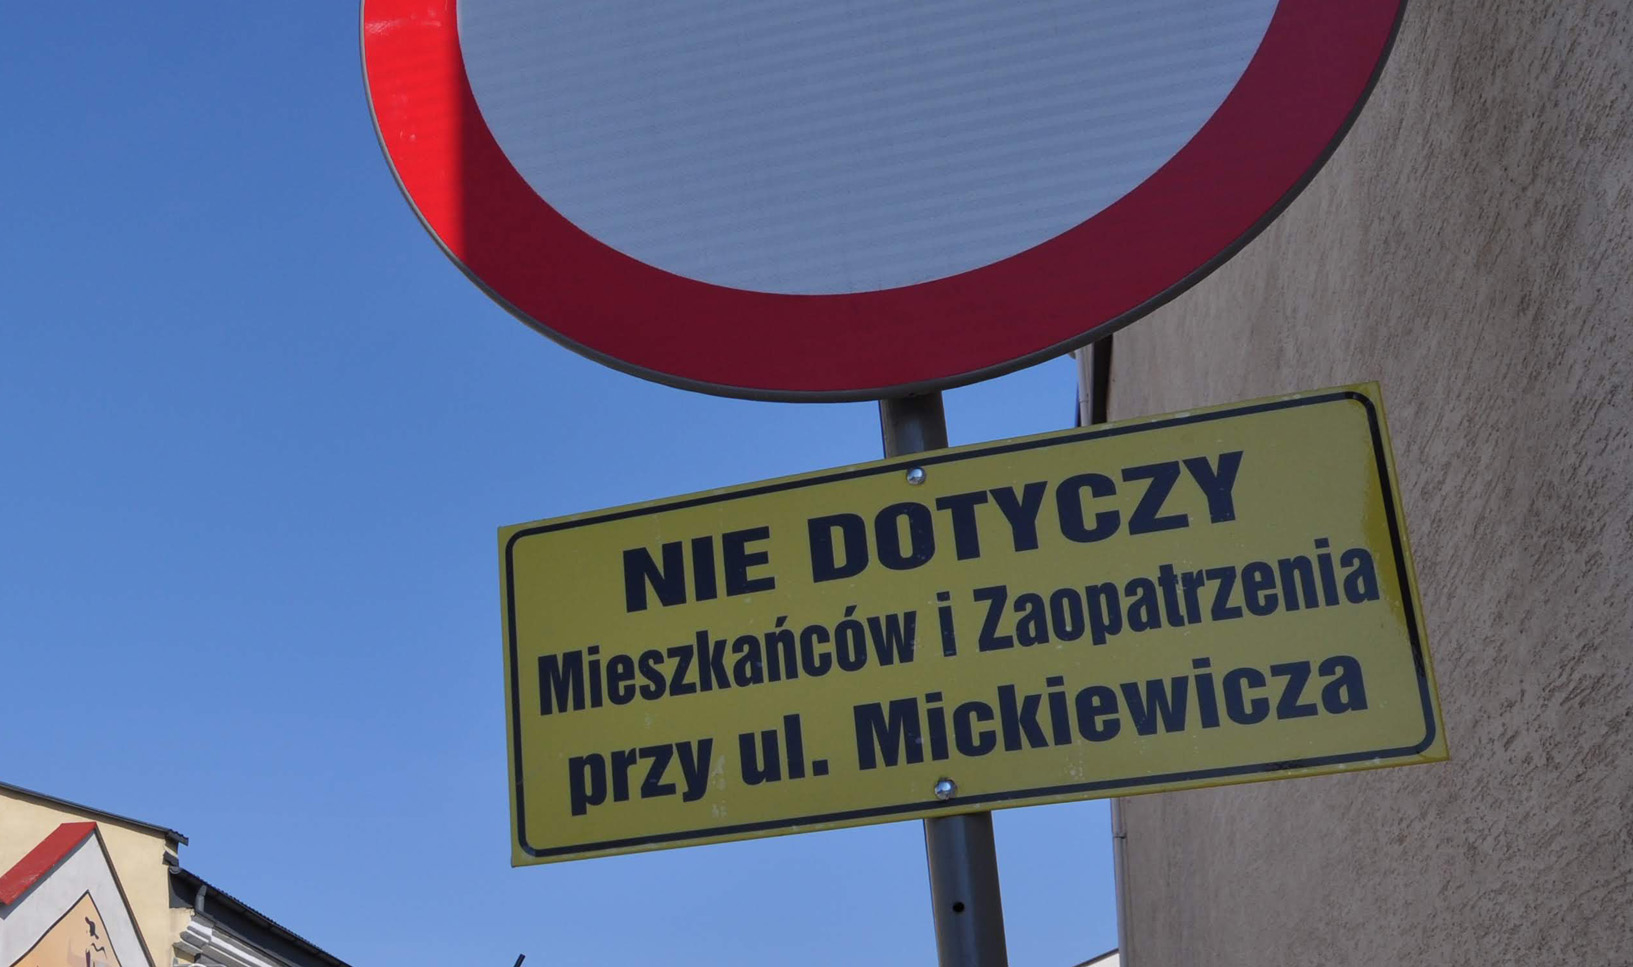 NIE DOTYCZY
Mieszkańców i Zaopatrzenia
przy ul. Mickiewicza